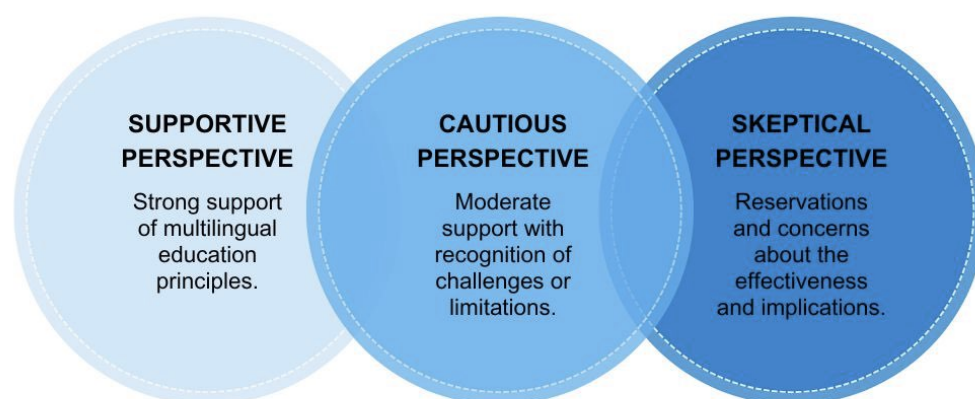 SUPPORTIVE
PERSPECTIVE
Strong support
of multilingual
education
principles.
CAUTIOUS
PERSPECTIVE
Moderate
support with
recognition of
challenges or
limitations.
SKEPTICAL
PERSPECTIVE
Reservations
and concerns
about the
effectiveness
and implications.